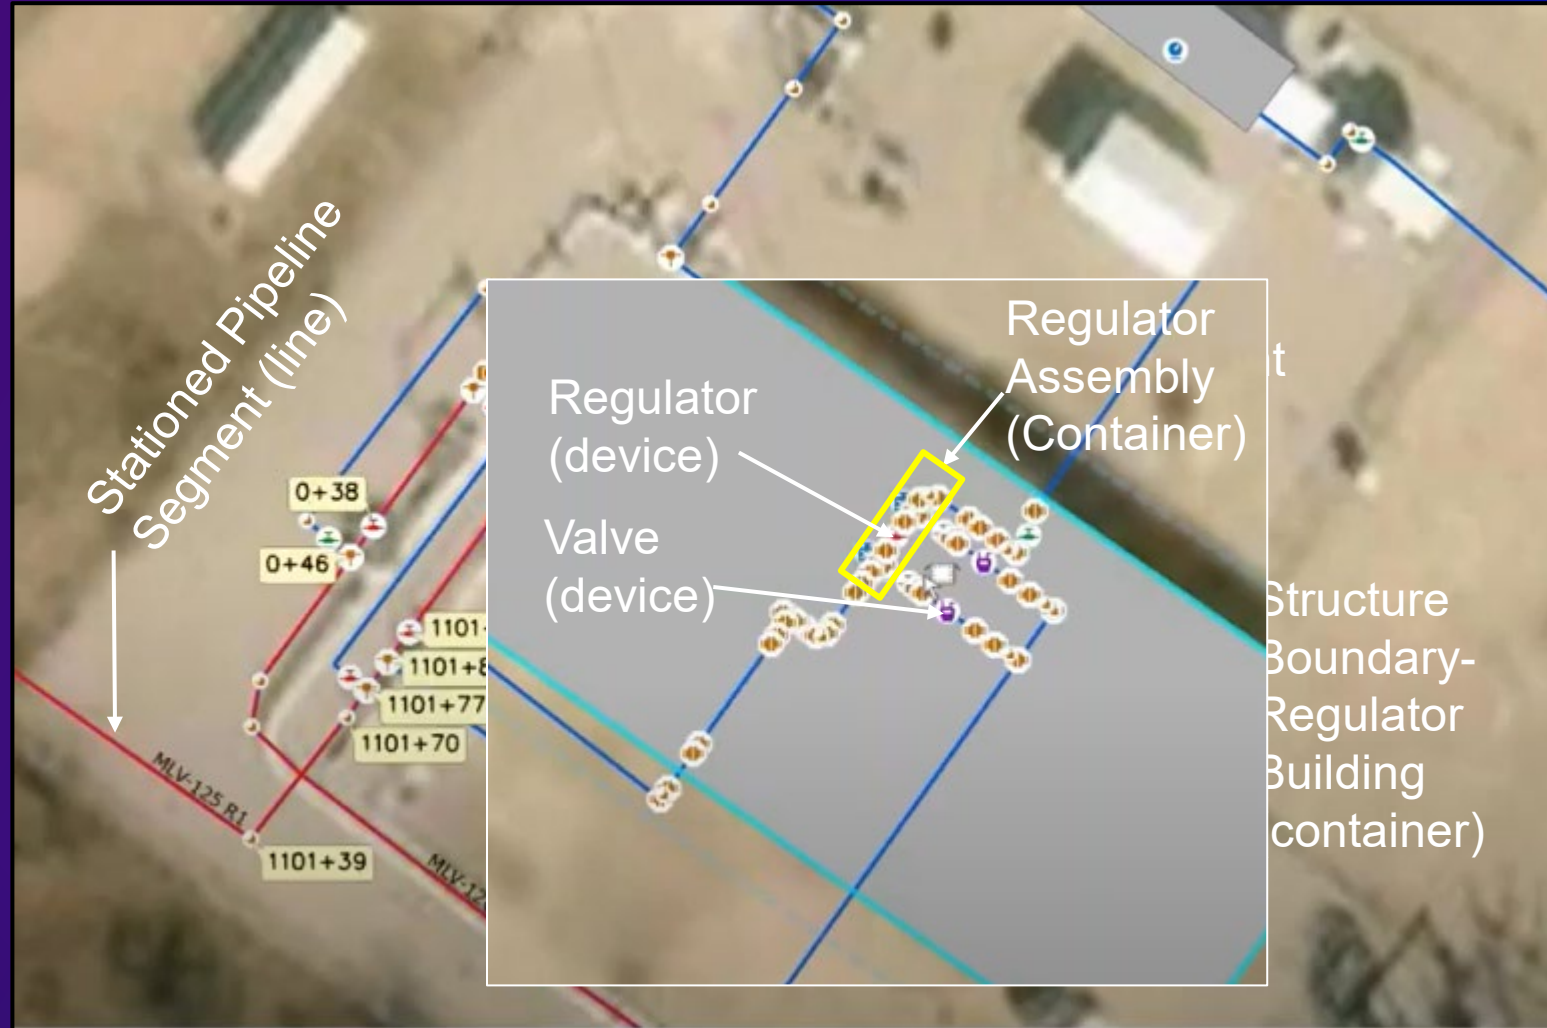 Stationed Pipeline
Segment (line)
0+38
0+46
1101+70
1101+77
MLV-125 R1
1101+39
Regulator
(device)
Valve
(device)
Regulator
Assembly
(Container)
t
Structure
Boundary-
Regulator
Building
container)